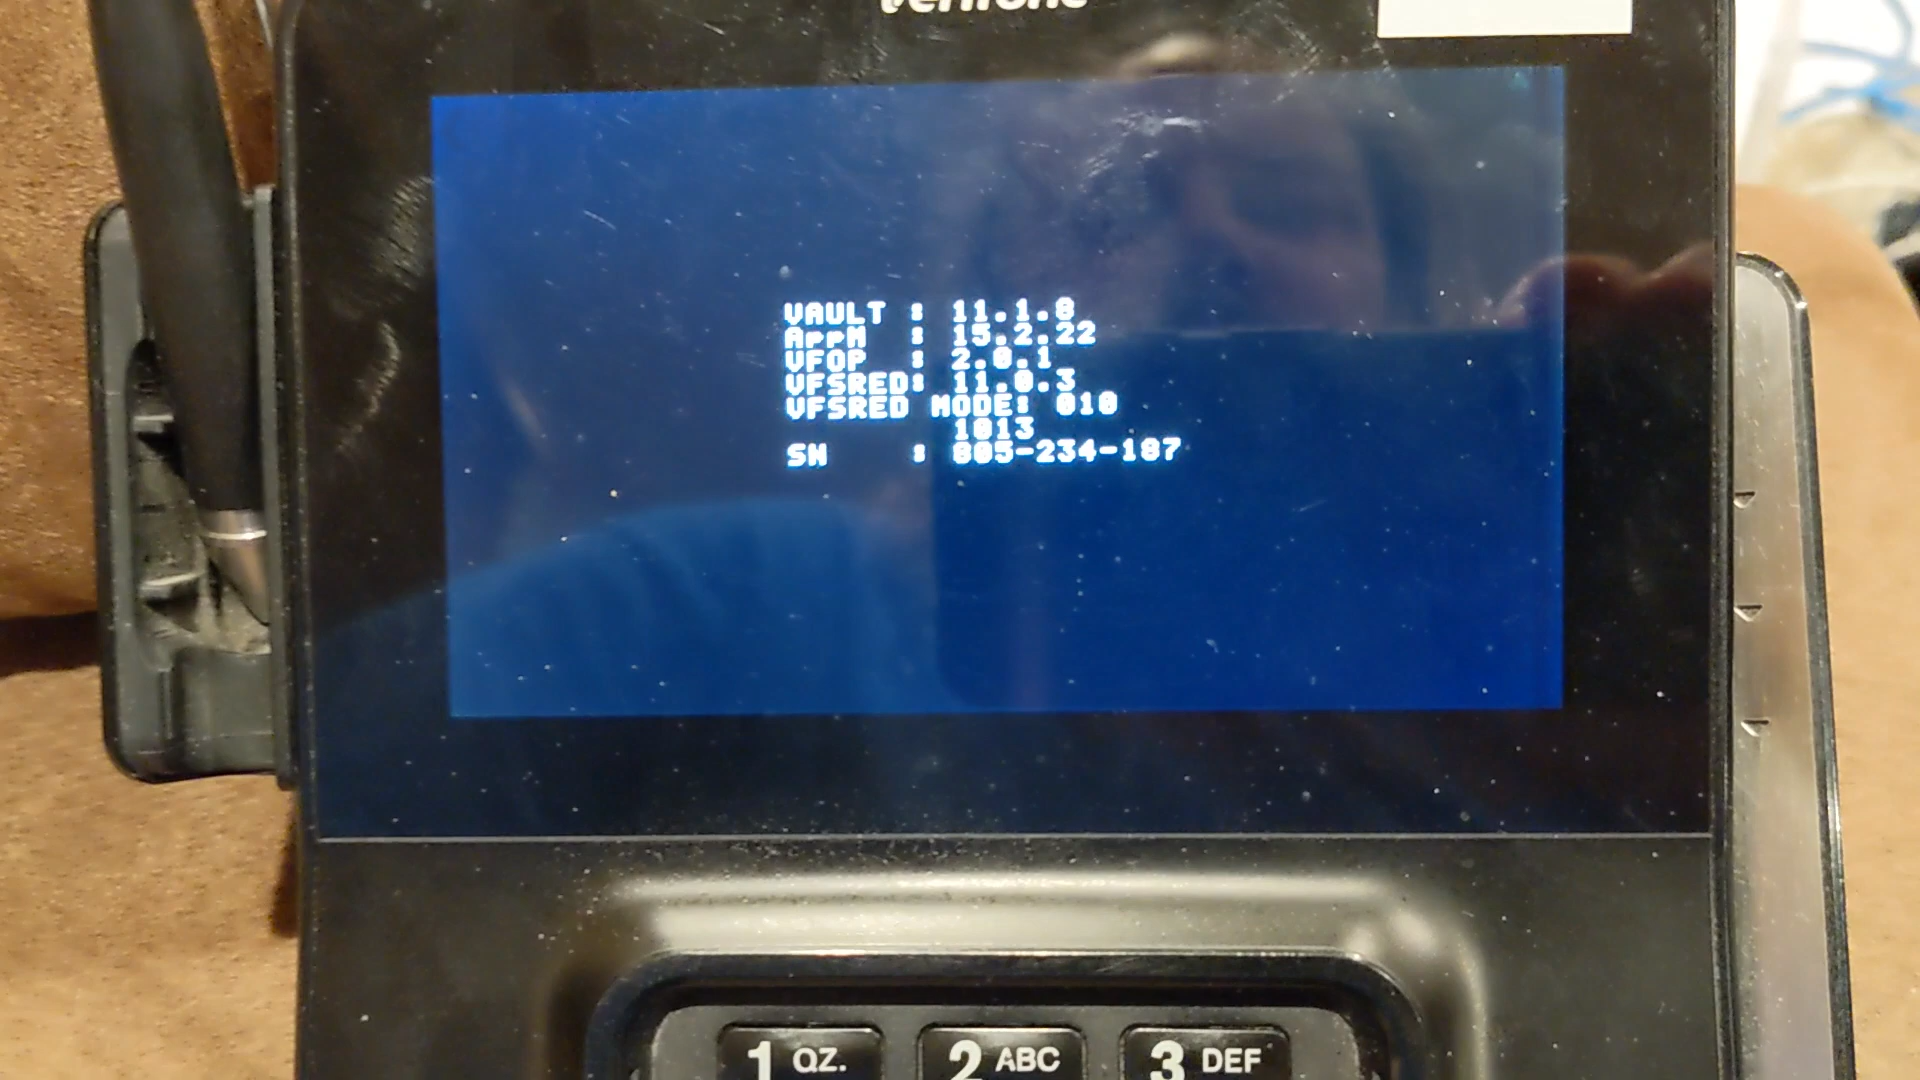 Verifone
VAULT : 11.1.8
AppM : 15.2.22
VFOP : 2.0.1
VFSRED: 11.0.3
VFSRED MODE: 010
1013
SN : 805-234-187
1 QZ. 2 ABC 3 DEF